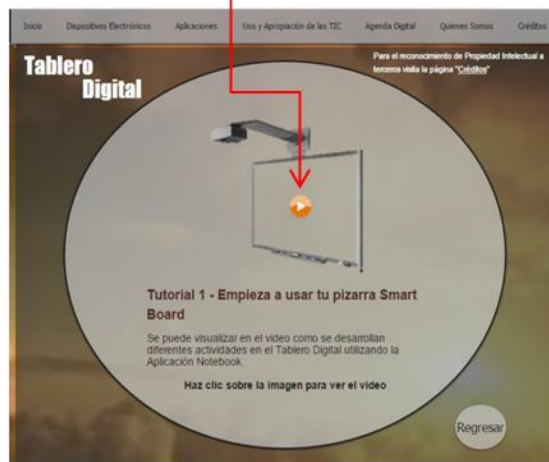 Inicio Dispositivos Electrónicos Aplicaciones Uso y Apropiación de las TIC Agenda Digital Quienes Somos Créditos
Tablero
Digital
Para el reconocimiento de Propiedad Intelectual a
terceros visita la página "Créditos"
Tutorial 1 - Empieza a usar tu pizarra Smart
Board
Se puede visualizar en el video como se desarrollan
diferentes actividades en el Tablero Digital utilizando la
Aplicación Notebook.
Haz clic sobre la imagen para ver el video
Regresar